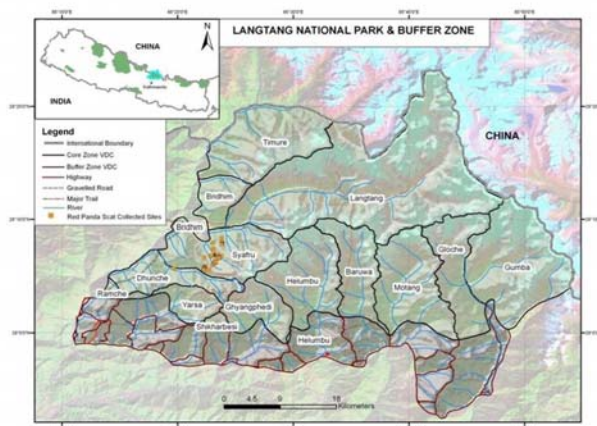 LANGTANG NATIONAL PARK & BUFFER ZONE
N
CHINA
Kathmandu
INDIA
Legend
International Boundary
Core Zone VDC
Buffer Zone VDC
Highway
Gravelled Road
Major Trail
River
Red Panda Scat Collected Sites
CHINA
Timure
Bridhim
Langtang
Bridhim
Syafru
Gloche
Gumba
Dhunche
Helumbu
Baruwa
Motang
Ramche
Yarsa
Ghyangphedi
Shikharbesi
Helumbu
0 4.5 9 18
Kilometers